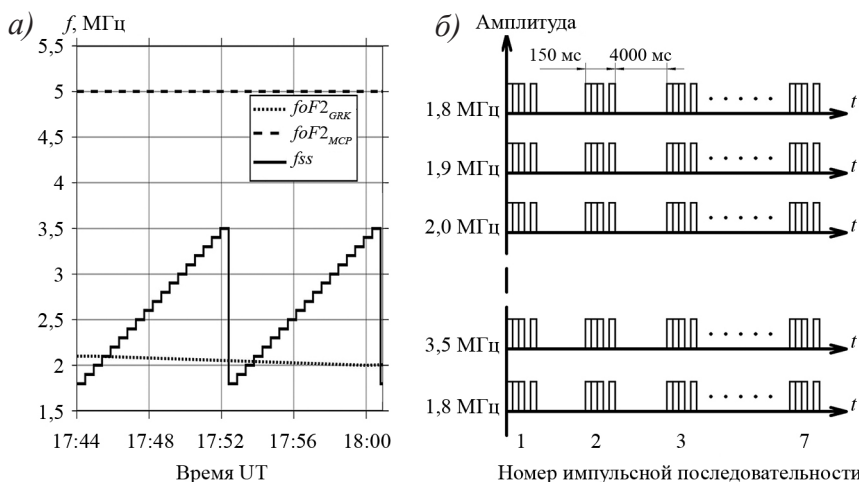 а)
f, МГц
5,5
5
4,5
4
3,5
3
2,5
2
1,5
foF2GRK
foF2MCP
fss
17:44 17:48 17:52 17:56 18:00
Время UT
б)
Амплитуда
150 мс 4000 мс
1,8 МГц t
1,9 МГц t
2,0 МГц t
3,5 МГц t
1,8 МГц t
1 2 3 7
Номер импульсной последовательности